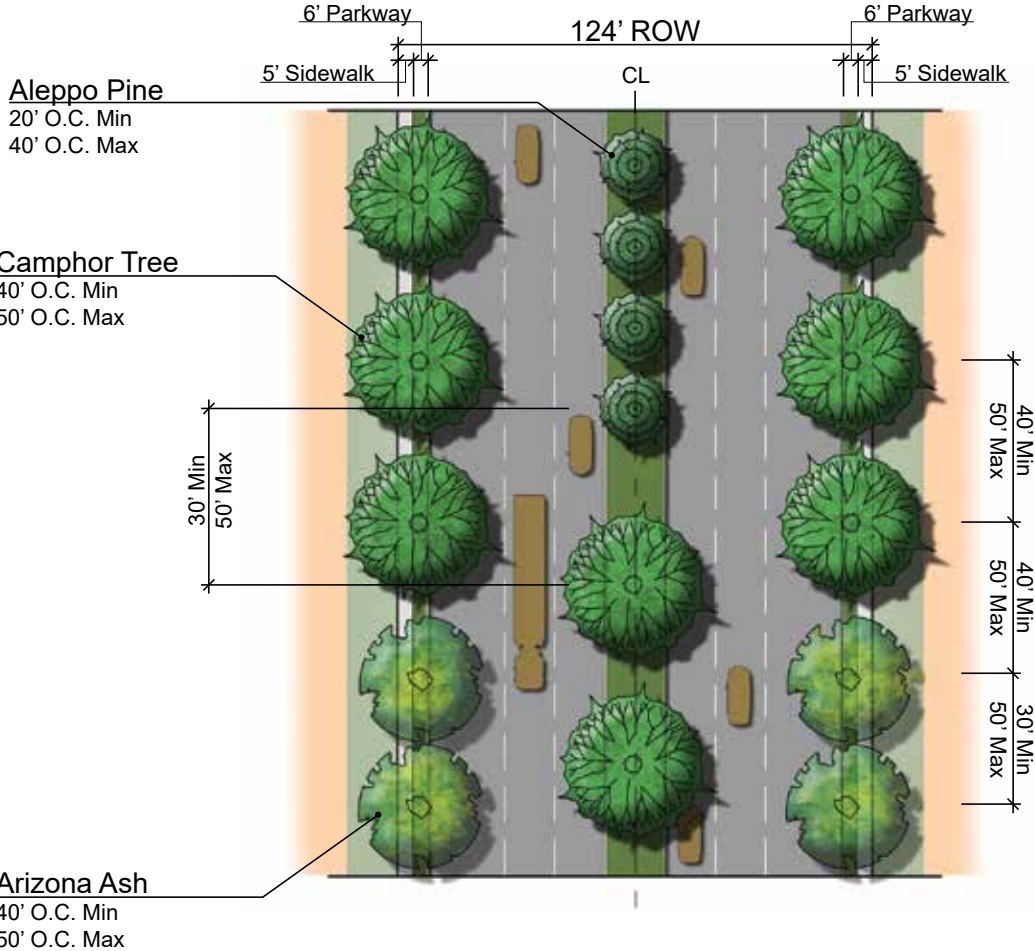 6’ Parkway
124’ ROW
6’ Parkway
5’ Sidewalk
CL
5’ Sidewalk
Aleppo Pine
20’ O.C. Min
40’ O.C. Max
Camphor Tree
40’ O.C. Min
50’ O.C. Max
30’ Min
50’ Max
40’ Min
50’ Max
40’ Min
50’ Max
30’ Min
50’ Max
Arizona Ash
40’ O.C. Min
50’ O.C. Max